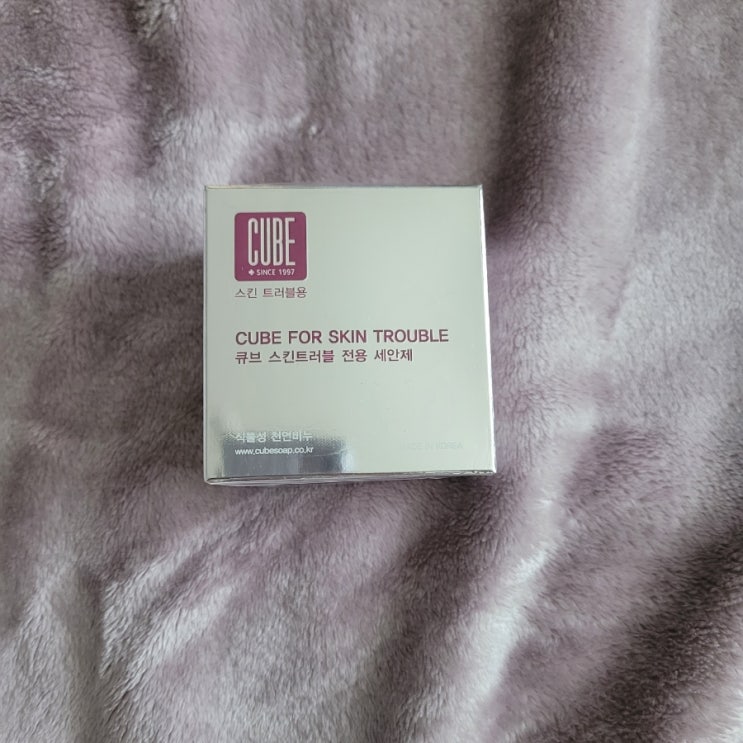 CUBE
SINCE 1997
스킨 트러블용
CUBE FOR SKIN TROUBLE
큐브 스킨트러블 전용 세안제
식물성 천연비누
www.cubesoap.co.kr
MADE IN KOREA